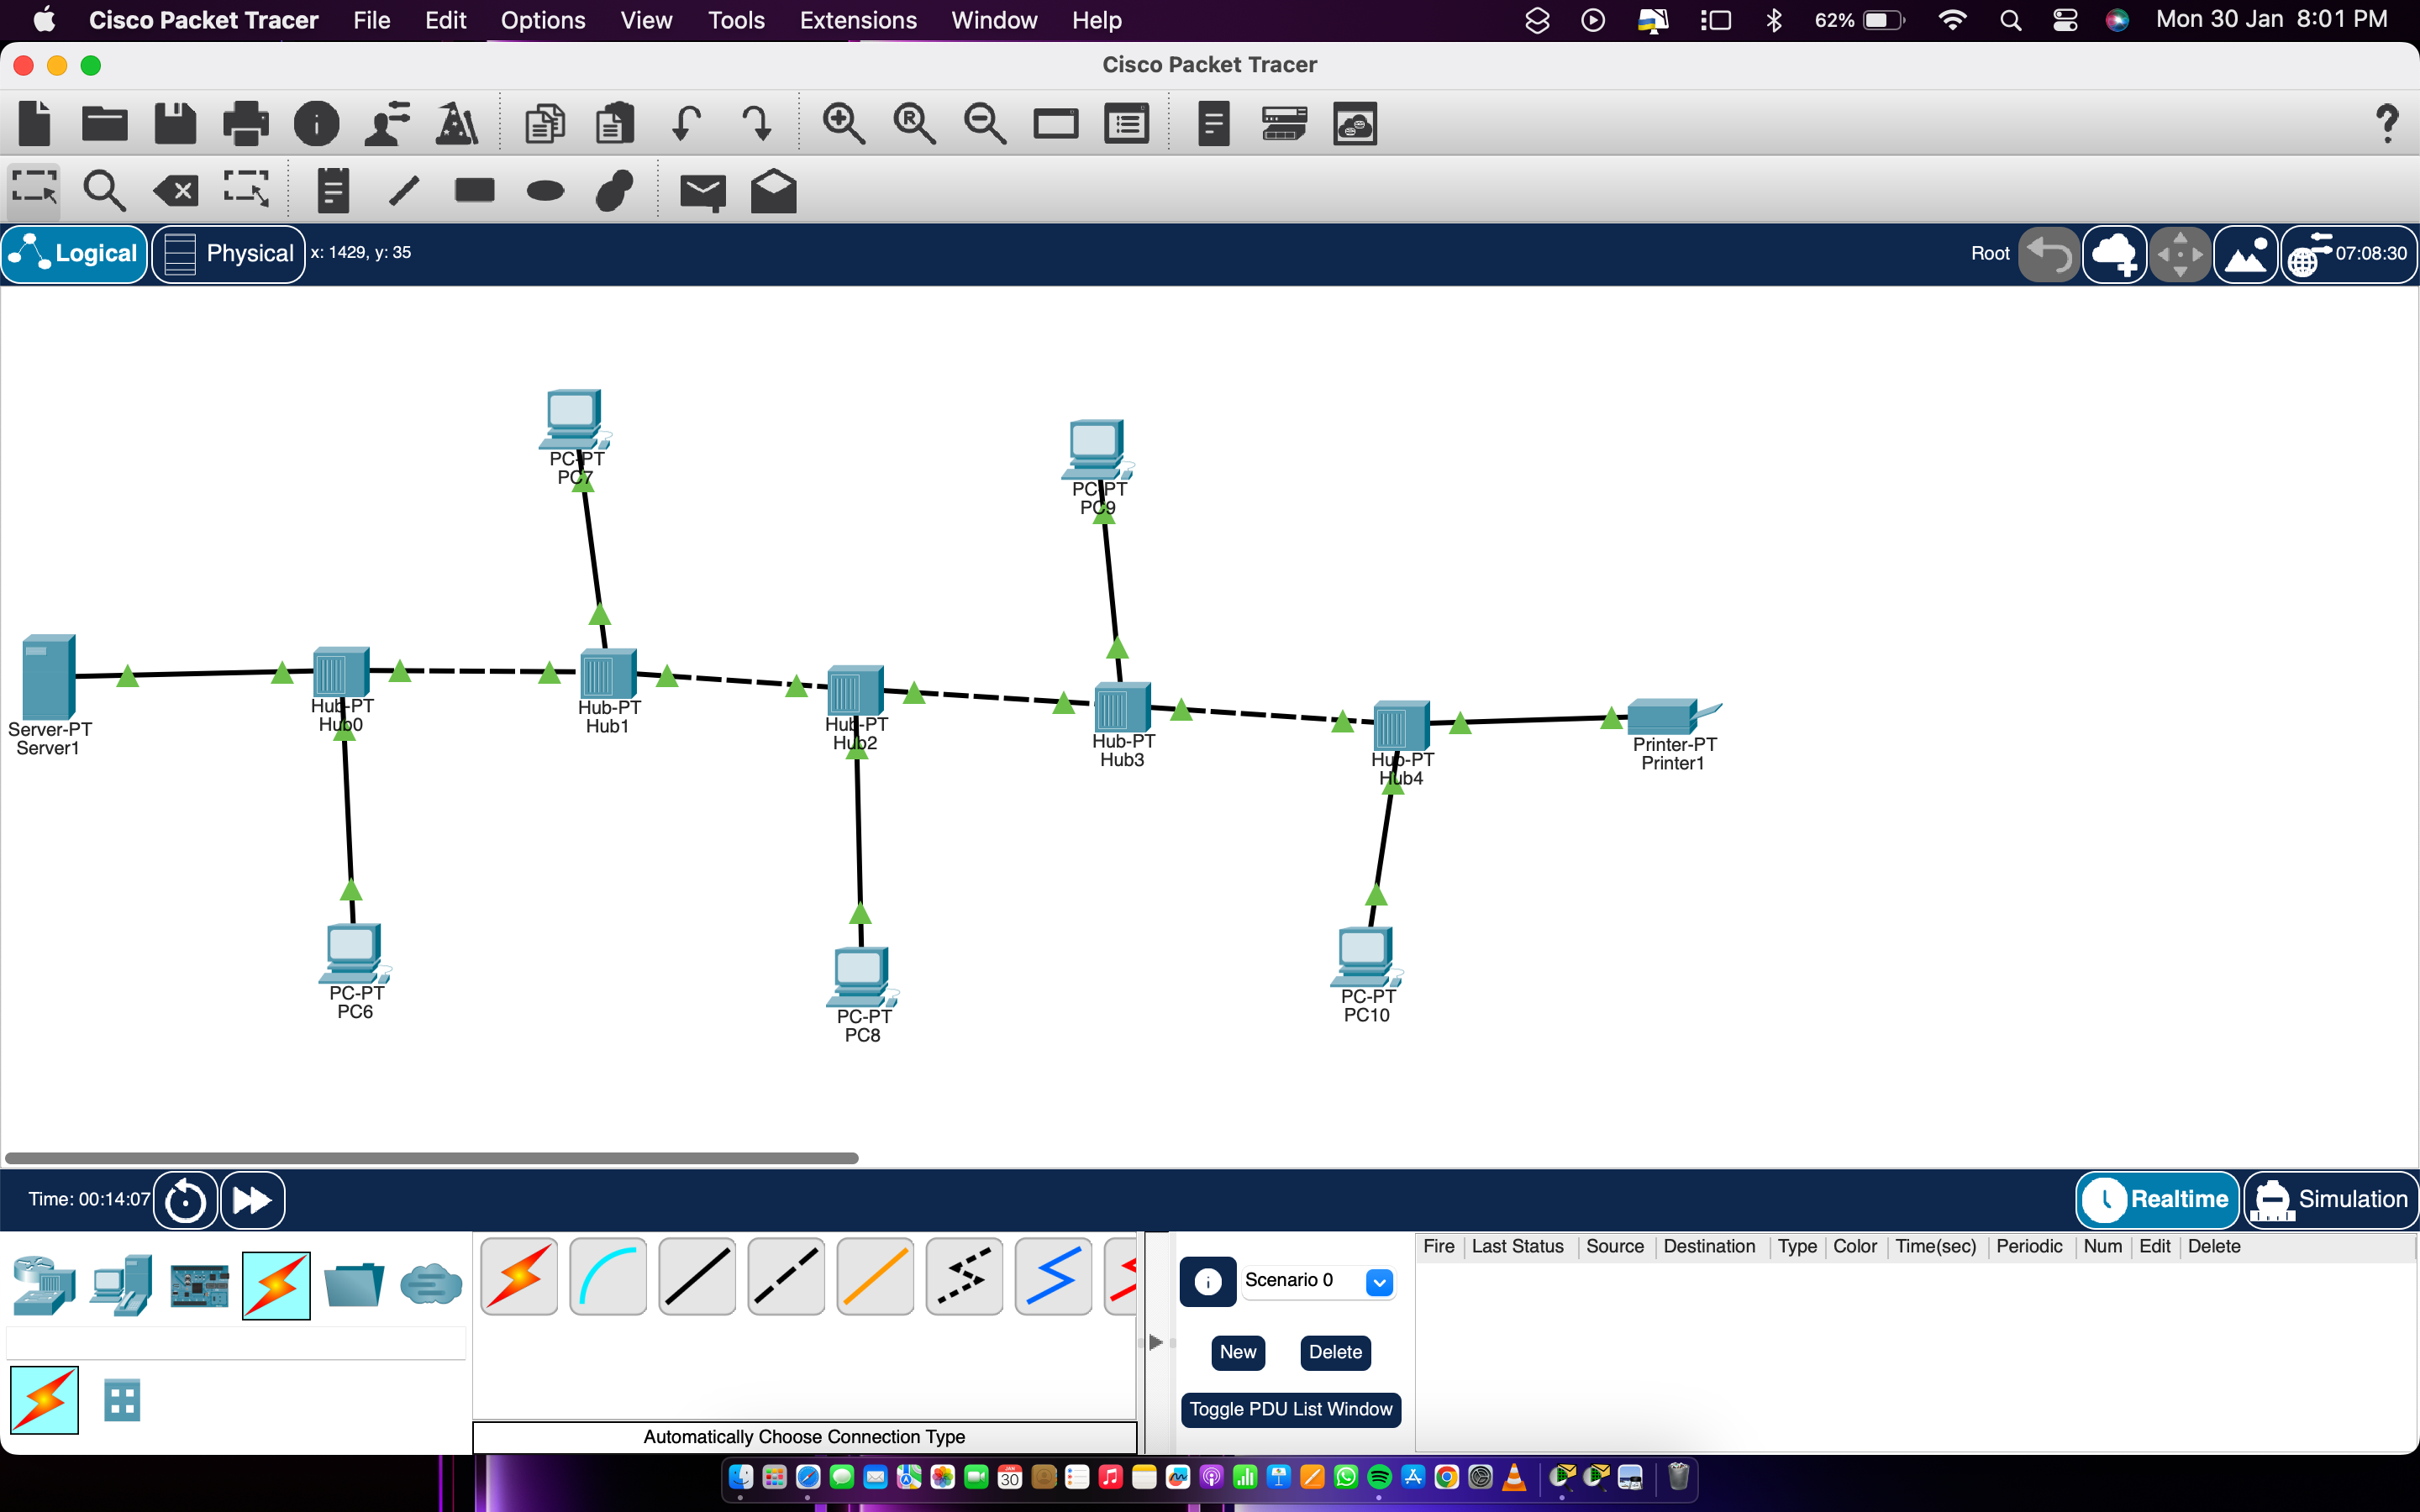 Cisco Packet Tracer File Edit Options View Tools Extensions Window Help 62% Mon 30 Jan 8:01 PM
Cisco Packet Tracer
Logical Physical x: 1429, y: 35 Root 07:08:30
PC-PT
PC7
PC-PT
PC9
Server-PT
Server1
Hub-PT
Hub0
Hub-PT
Hub1
Hub-PT
Hub2
Hub-PT
Hub3
Hub-PT
Hub4
Printer-PT
Printer1
PC-PT
PC6
PC-PT
PC8
PC-PT
PC10
Time: 00:14:07 Realtime Simulation
Scenario 0
New Delete
Toggle PDU List Window
Fire Last Status Source Destination Type Color Time(sec) Periodic Num Edit Delete
Automatically Choose Connection Type
JAN
30